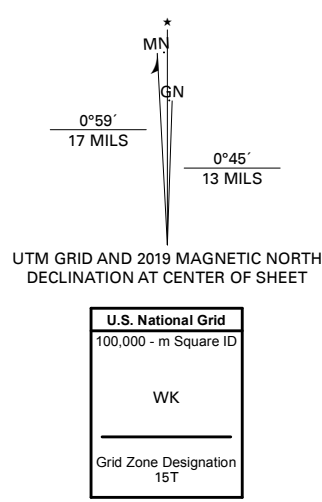 ★
MN
GN
0°59´
17 MILS
0°45´
13 MILS
UTM GRID AND 2019 MAGNETIC NORTH
DECLINATION AT CENTER OF SHEET
U.S. National Grid
100,000 - m Square ID
WK
Grid Zone Designation
15T